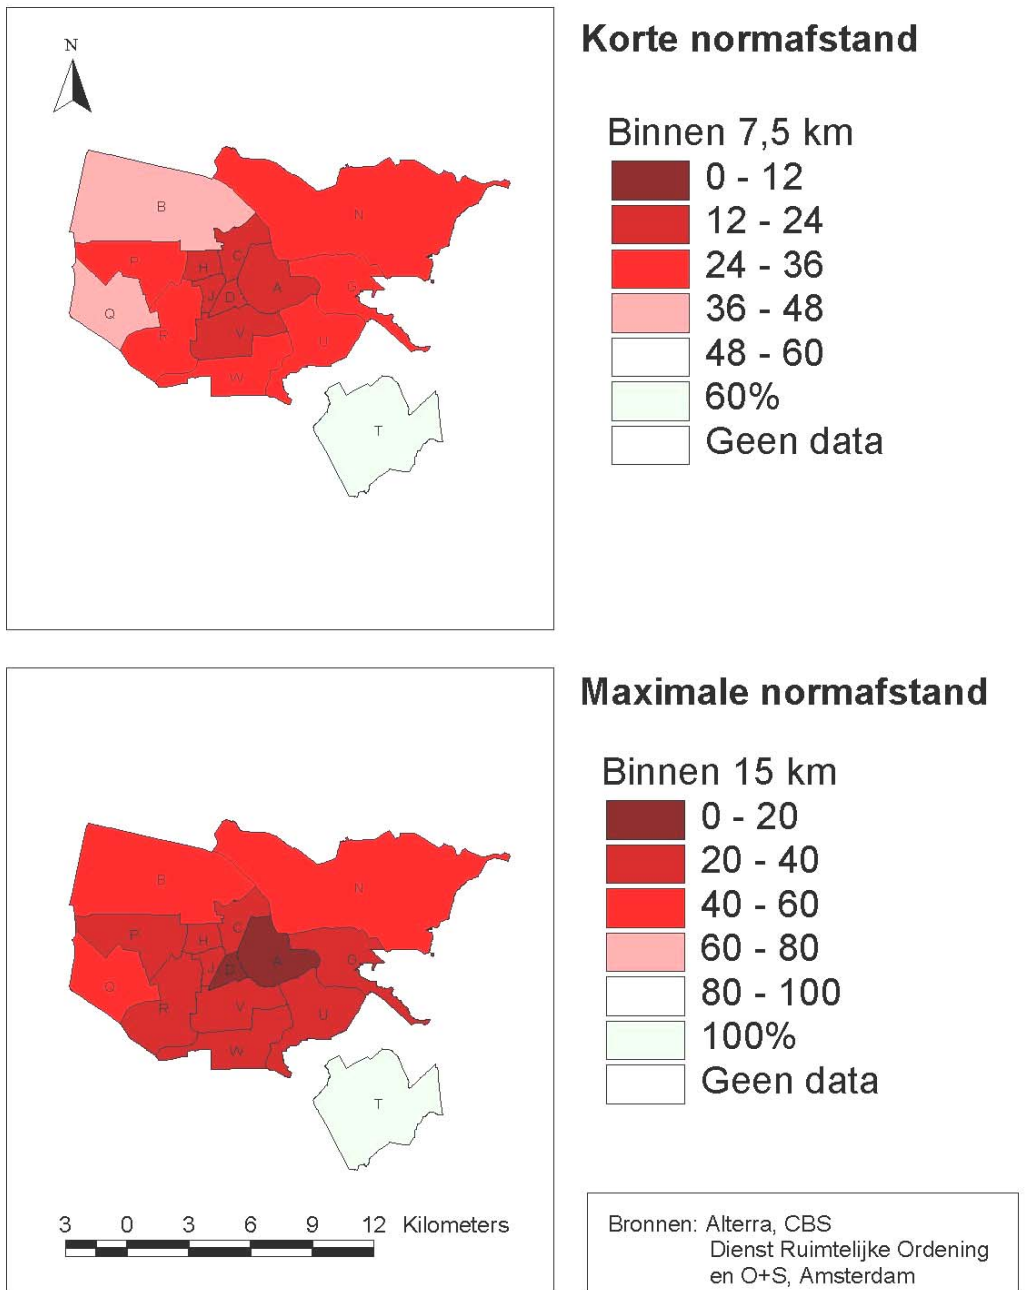 Korte normafstand
N
Binnen 7,5 km
0 - 12
12 - 24
24 - 36
36 - 48
48 - 60
60%
Geen data
B
N
P
H
C
Q
J
D
A
G
R
V
U
W
T
Maximale normafstand
Binnen 15 km
0 - 20
20 - 40
40 - 60
60 - 80
80 - 100
100%
Geen data
B
N
P
H
C
Q
J
D
A
G
R
V
U
W
T
3 0 3 6 9 12 Kilometers
Bronnen: Alterra, CBS
Dienst Ruimtelijke Ordening
en O+S, Amsterdam